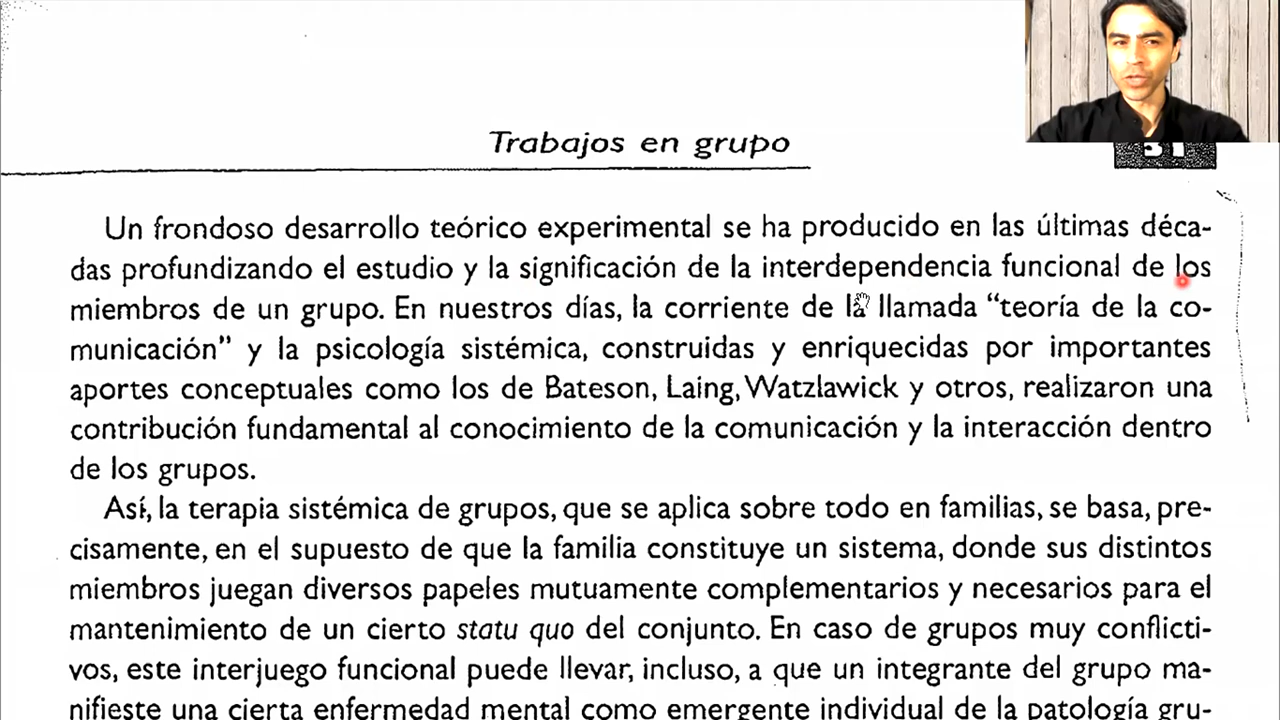 Trabajos en grupo
31
Un frondoso desarrollo teórico experimental se ha producido en las últimas déca-
das profundizando el estudio y la significación de la interdependencia funcional de los
miembros de un grupo. En nuestros días, la corriente de la llamada “teoría de la co-
municación” y la psicología sistémica, construidas y enriquecidas por importantes
aportes conceptuales como los de Bateson, Laing, Watzlawick y otros, realizaron una
contribución fundamental al conocimiento de la comunicación y la interacción dentro
de los grupos.
Así, la terapia sistémica de grupos, que se aplica sobre todo en familias, se basa, pre-
cisamente, en el supuesto de que la familia constituye un sistema, donde sus distintos
miembros juegan diversos papeles mutuamente complementarios y necesarios para el
mantenimiento de un cierto statu quo del conjunto. En caso de grupos muy conflicti-
vos, este interjuego funcional puede llevar, incluso, a que un integrante del grupo ma-
nifieste una cierta enfermedad mental como emergente individual de la patología gru-